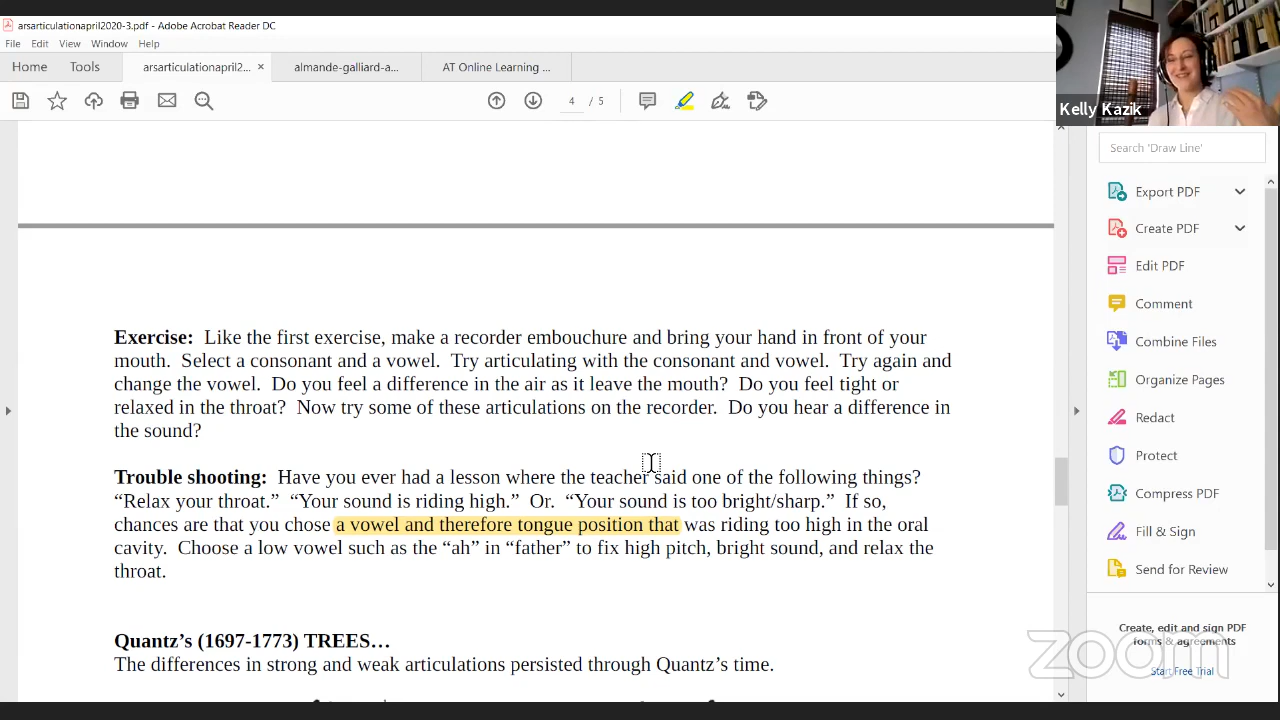 arsarticulationapril2020-3.pdf - Adobe Acrobat Reader DC
File Edit View Window Help
Home Tools arsarticulationapril2... × almande-galliard-a... AT Online Learning ...
4 / 5
Kelly Kazik
Search 'Draw Line'
Export PDF
Create PDF
Edit PDF
Comment
Combine Files
Organize Pages
Redact
Protect
Compress PDF
Fill & Sign
Send for Review
Create, edit and sign PDF
forms & agreements
Start Free Trial
zoom
Exercise: Like the first exercise, make a recorder embouchure and bring your hand in front of your
mouth. Select a consonant and a vowel. Try articulating with the consonant and vowel. Try again and
change the vowel. Do you feel a difference in the air as it leave the mouth? Do you feel tight or
relaxed in the throat? Now try some of these articulations on the recorder. Do you hear a difference in
the sound?
Trouble shooting: Have you ever had a lesson where the teacher said one of the following things?
“Relax your throat.” “Your sound is riding high.” Or. “Your sound is too bright/sharp.” If so,
chances are that you chose a vowel and therefore tongue position that was riding too high in the oral
cavity. Choose a low vowel such as the “ah” in “father” to fix high pitch, bright sound, and relax the
throat.
Quantz’s (1697-1773) TREES…
The differences in strong and weak articulations persisted through Quantz’s time.